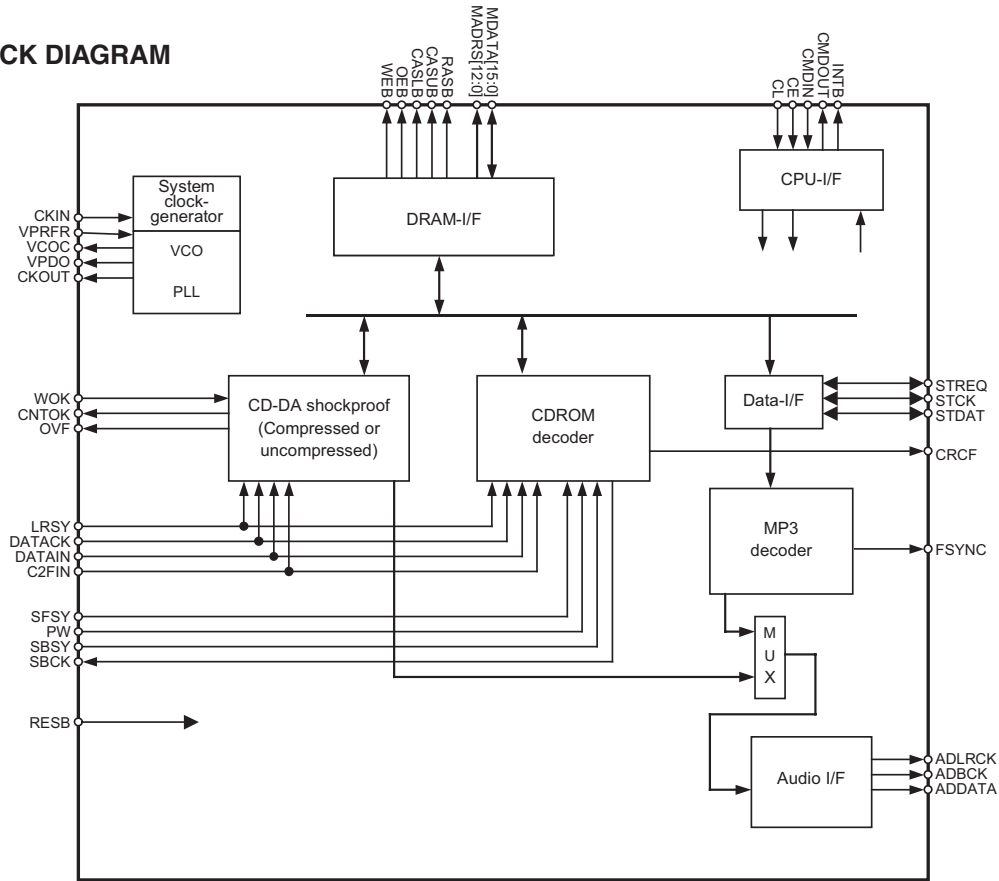 CK DIAGRAM
WEB
OEB
CASLB
CASUB
RASB
MADRS[12:0]
MDATA[15:0]
CL
CE
CMDIN
CMDOUT
INTB
System
clock-
generator
VCO
PLL
DRAM-I/F
CPU-I/F
CKIN
VPRFR
VCOC
VPDO
CKOUT
WOK
CNTOK
OVF
CD-DA shockproof
(Compressed or
uncompressed)
CDROM
decoder
Data-I/F
STREQ
STCK
STDAT
CRCF
LRSY
DATACK
DATAIN
C2FIN
MP3
decoder
FSYNC
SFSY
PW
SBSY
SBCK
M
U
X
RESB
Audio I/F
ADLRCK
ADBCK
ADDATA